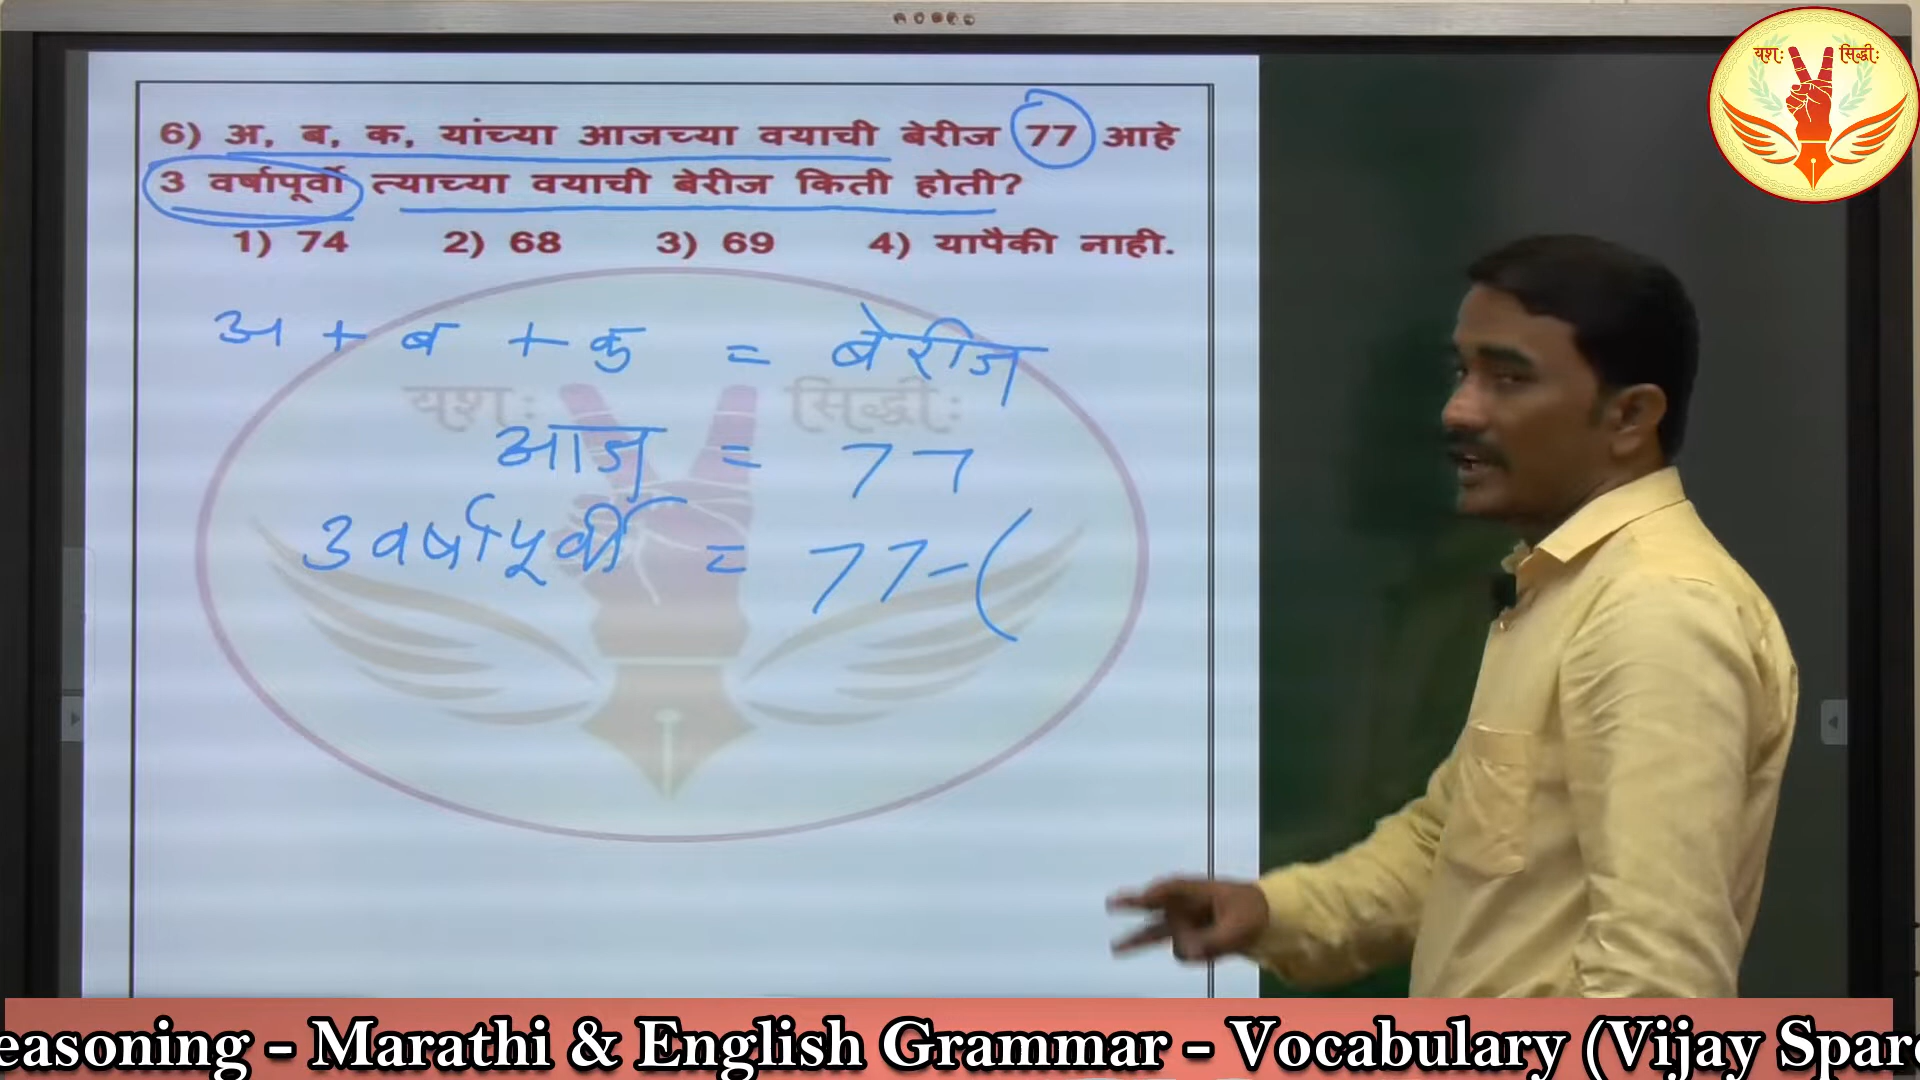 यशः सिद्धीः
6) अ, ब, क, यांच्या आजच्या वयाची बेरीज 77 आहे
3 वर्षापूर्वी त्याच्या वयाची बेरीज किती होती?
1) 74 2) 68 3) 69 4) यापैकी नाही.
अ + ब + क = बेरीज
यशः सिद्धीः
आज = 77
3 वर्षापूर्वी = 77-(
easoning - Marathi & English Grammar - Vocabulary (Vijay Spar